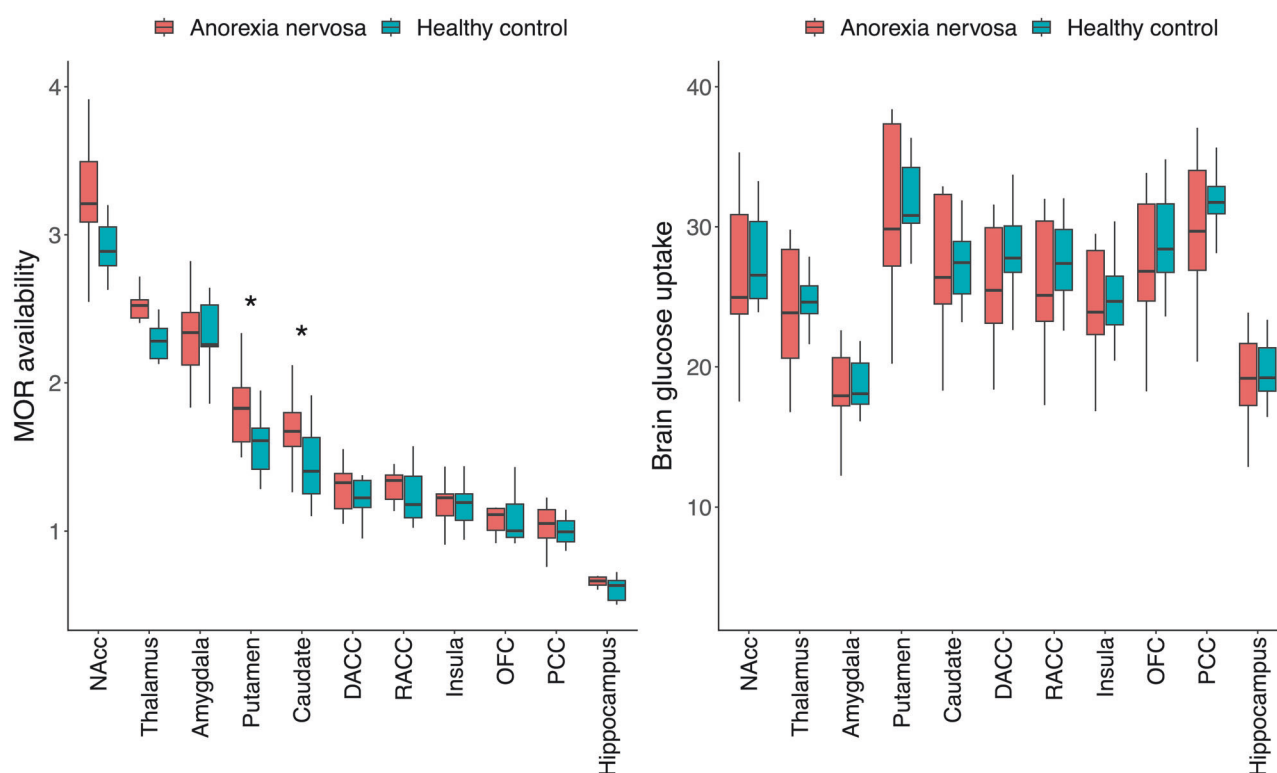 Anorexia nervosa Healthy control
MOR availability
4
3
2
1
*
*
NAcc
Thalamus
Amygdala
Putamen
Caudate
DACC
RACC
Insula
OFC
PCC
Hippocampus
Anorexia nervosa Healthy control
Brain glucose uptake
40
30
20
10
NAcc
Thalamus
Amygdala
Putamen
Caudate
DACC
RACC
Insula
OFC
PCC
Hippocampus